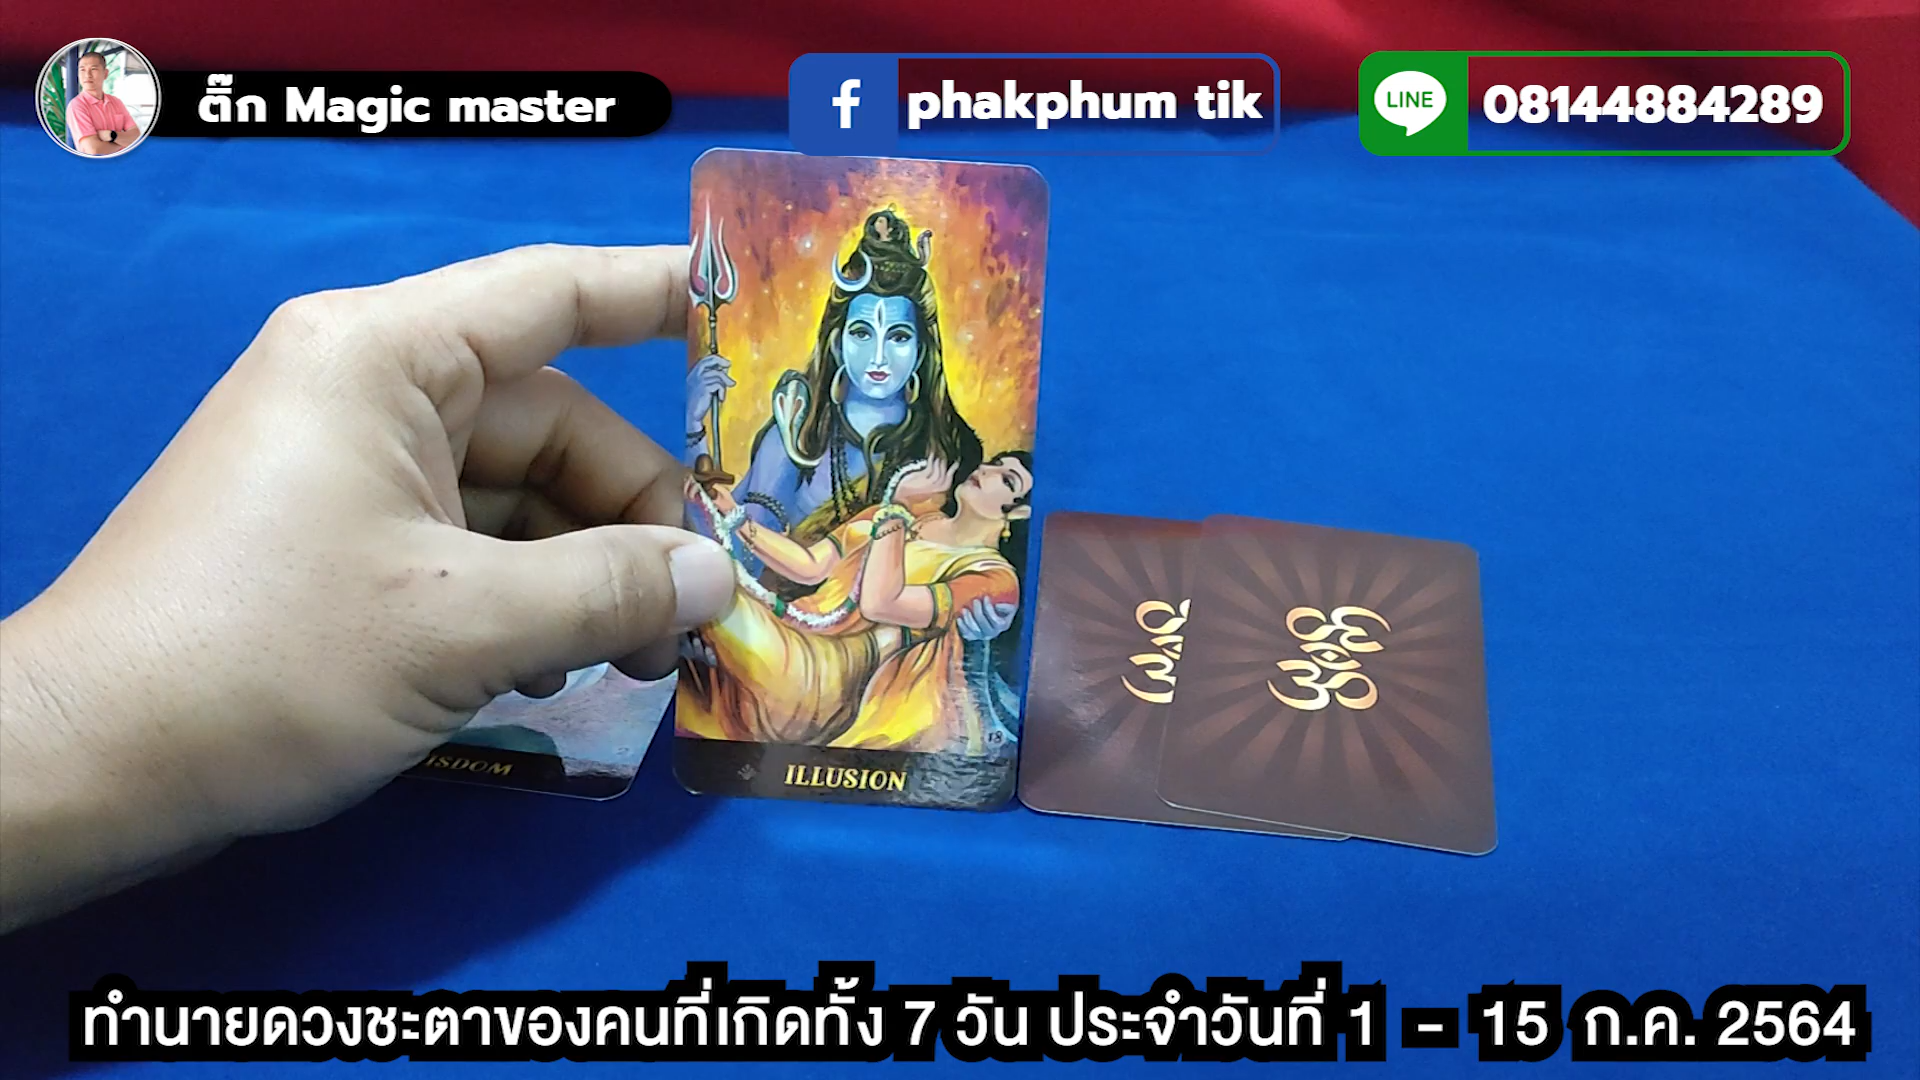 ติ๊ก Magic master
phakphum tik
LINE
08144884289
18
ILLUSION
ISDOM
2
ทำนายดวงชะตาของคนที่เกิดทั้ง 7 วัน ประจำวันที่ 1 - 15 ก.ค. 2564